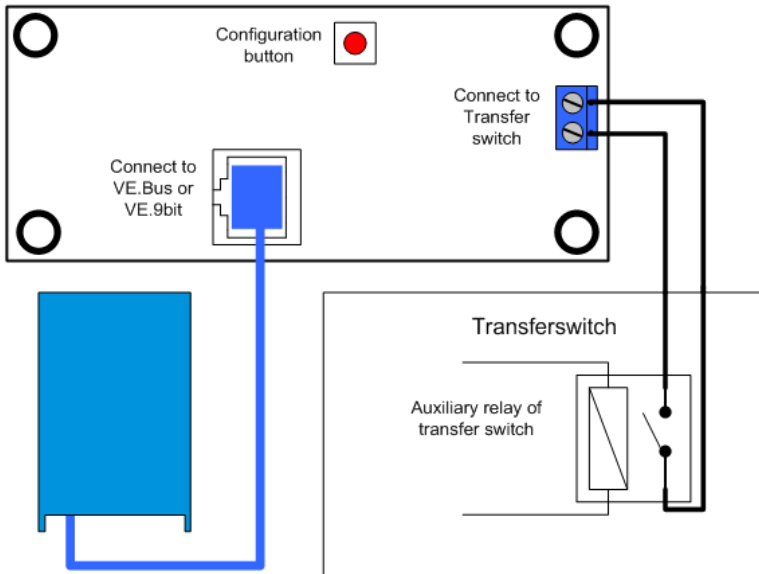 Configuration
button
Connect to
Transfer
switch
Connect to
VE.Bus or
VE.9bit
Transferswitch
Auxiliary relay of
transfer switch